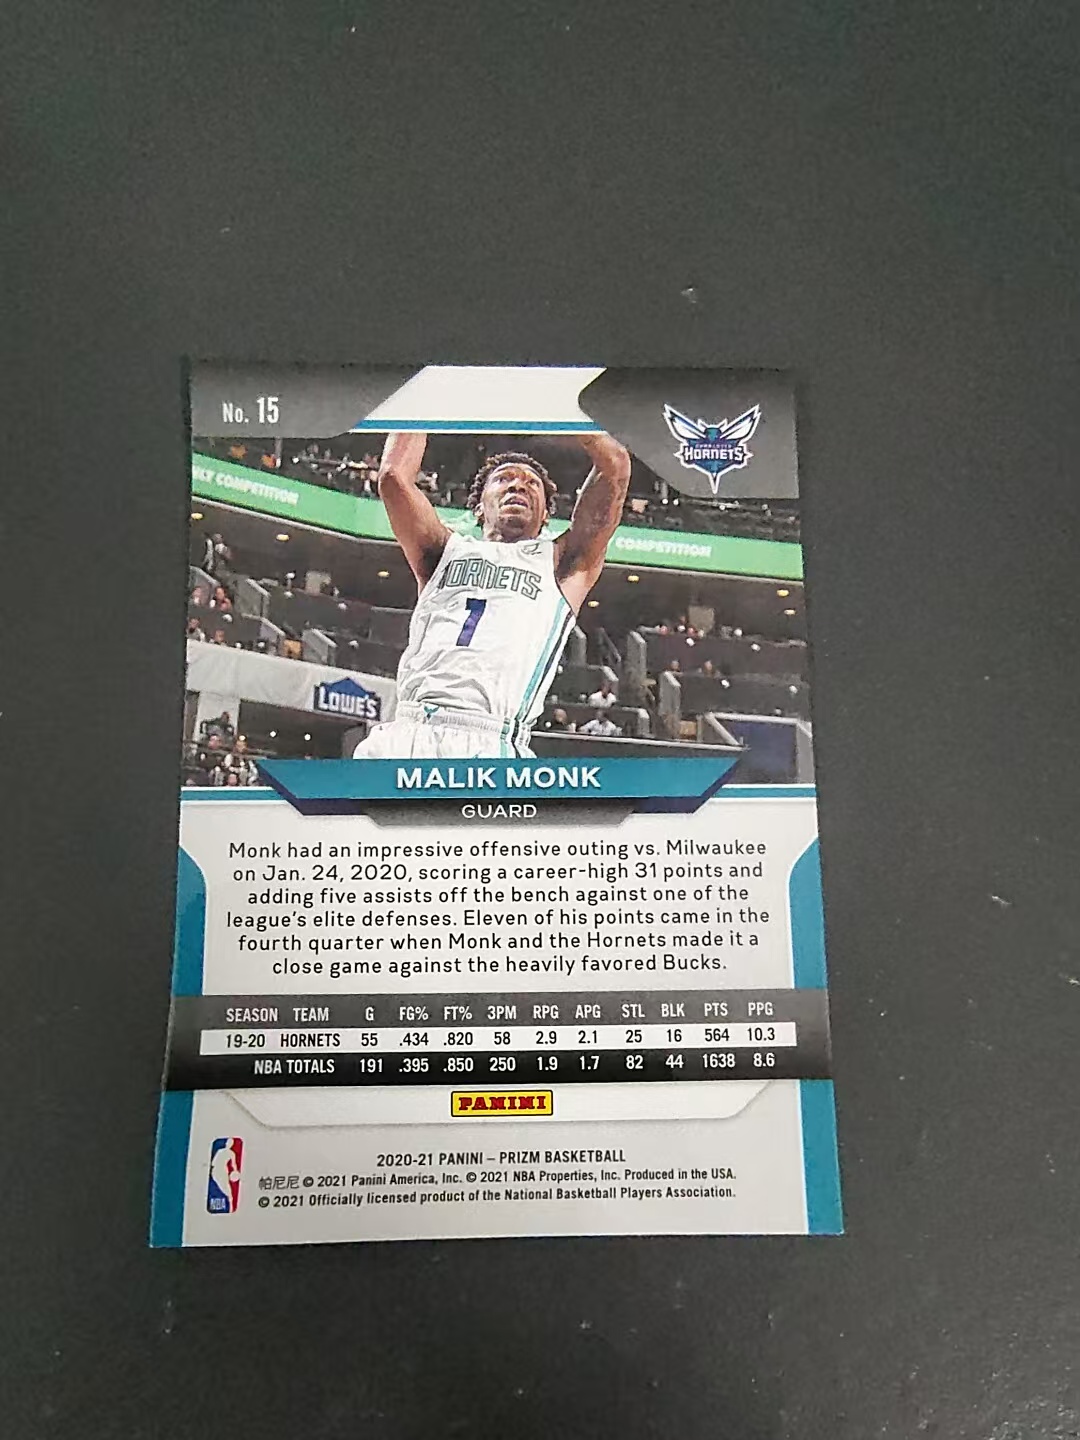 No. 15
CHARLOTTE
HORNETS
COMPETITION
COMPETITION
HORNETS
1
LOWE'S
MALIK MONK
GUARD
Monk had an impressive offensive outing vs. Milwaukee
on Jan. 24, 2020, scoring a career-high 31 points and
adding five assists off the bench against one of the
league's elite defenses. Eleven of his points came in the
fourth quarter when Monk and the Hornets made it a
close game against the heavily favored Bucks.
SEASON TEAM G FG% FT% 3PM RPG APG STL BLK PTS PPG
19-20 HORNETS 55 .434 .820 58 2.9 2.1 25 16 564 10.3
NBA TOTALS 191 .395 .850 250 1.9 1.7 82 44 1638 8.6
PANINI
2020-21 PANINI – PRIZM BASKETBALL
帕尼尼 © 2021 Panini America, Inc. © 2021 NBA Properties, Inc. Produced in the USA.
© 2021 Officially licensed product of the National Basketball Players Association.
NBA